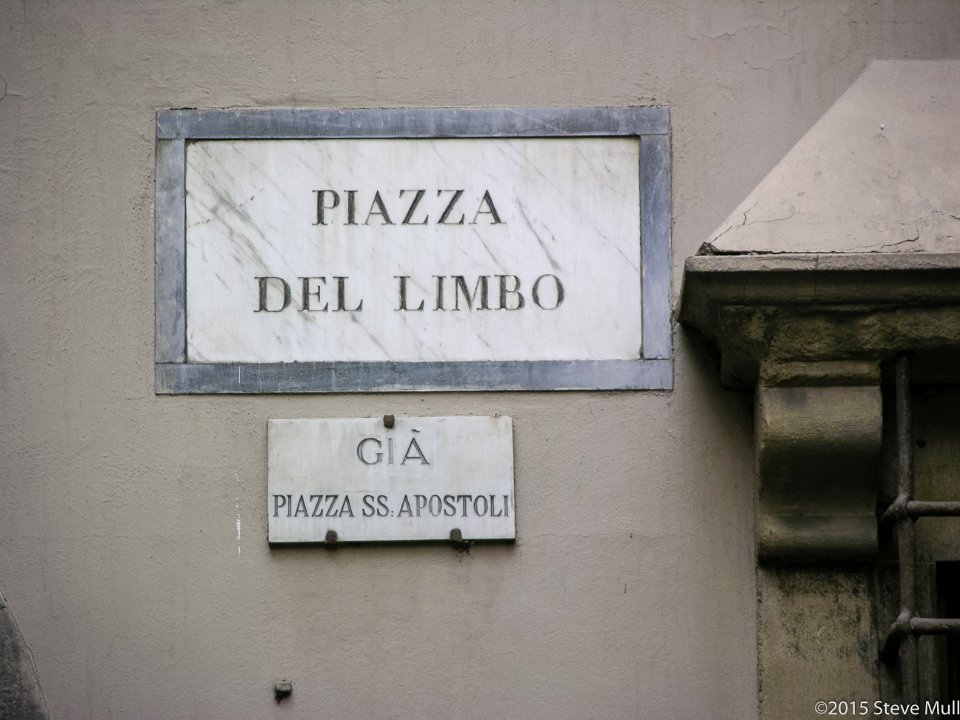 PIAZZA
DEL LIMBO
GIÀ
PIAZZA SS. APOSTOLI
©2015 Steve Mull